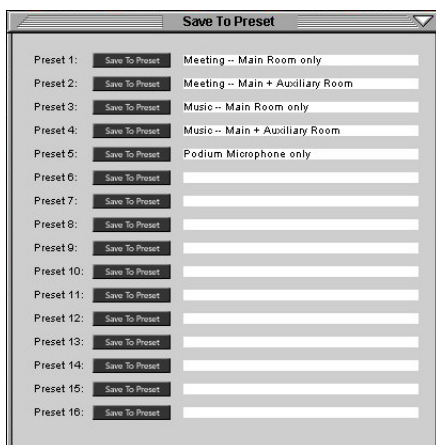 Save To Preset
Preset 1: Save To Preset Meeting -- Main Room only
Preset 2: Save To Preset Meeting -- Main + Auxiliary Room
Preset 3: Save To Preset Music -- Main Room only
Preset 4: Save To Preset Music -- Main + Auxiliary Room
Preset 5: Save To Preset Podium Microphone only
Preset 6: Save To Preset
Preset 7: Save To Preset
Preset 8: Save To Preset
Preset 9: Save To Preset
Preset 10: Save To Preset
Preset 11: Save To Preset
Preset 12: Save To Preset
Preset 13: Save To Preset
Preset 14: Save To Preset
Preset 15: Save To Preset
Preset 16: Save To Preset